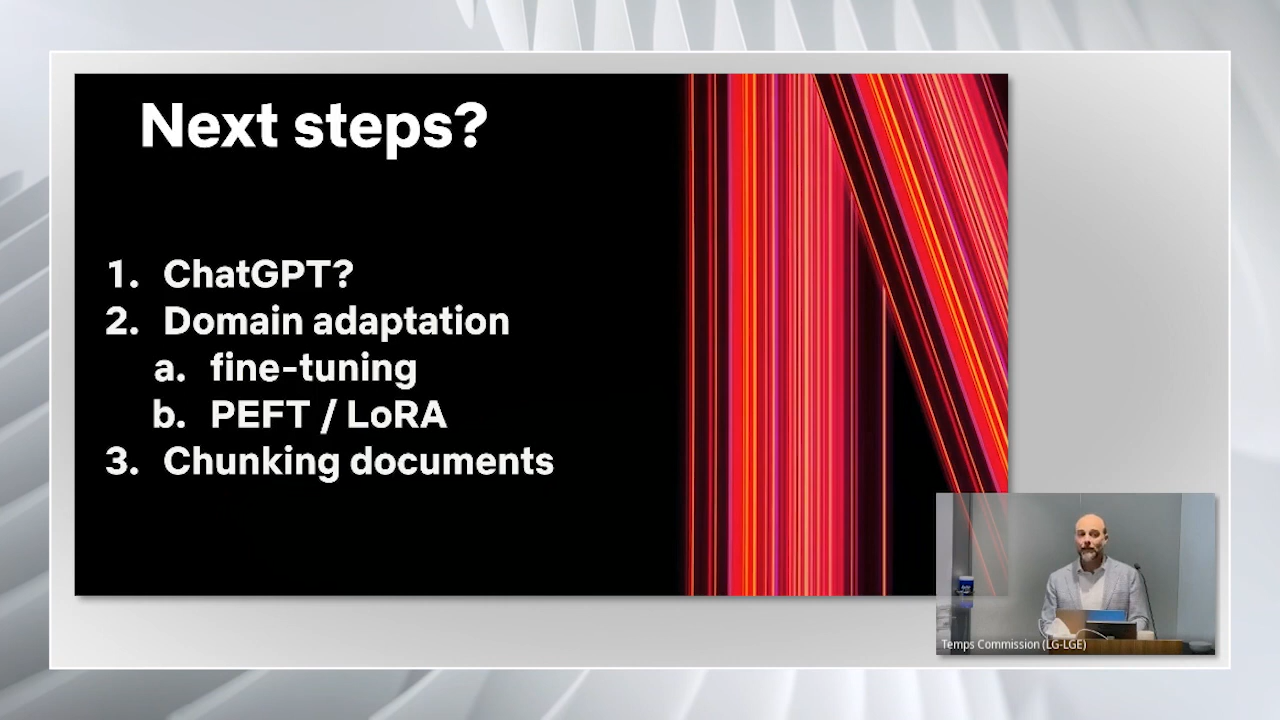 Next steps?
1. ChatGPT?
2. Domain adaptation
a. fine-tuning
b. PEFT / LoRA
3. Chunking documents
Temps Commission (LG-LGE)